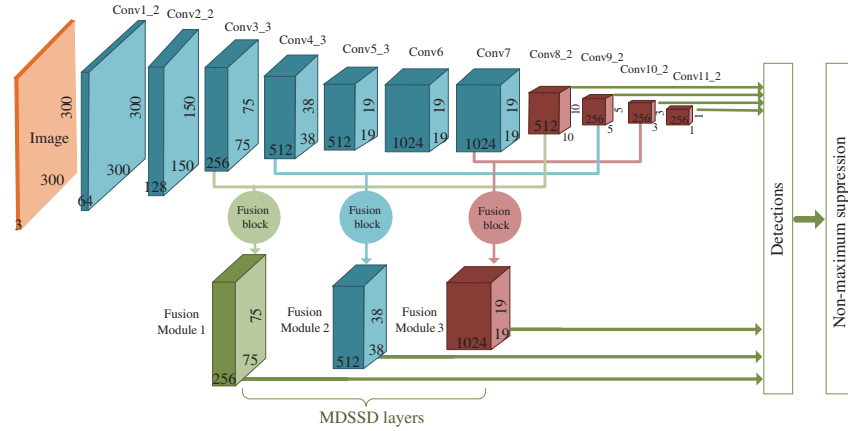 Conv1_2
Conv2_2
Conv3_3
Conv4_3
Conv5_3
Conv6
Conv7
Conv8_2
Conv9_2
Conv10_2
Conv11_2
Image
300
300
3
300
300
64
150
150
128
75
75
256
38
38
512
19
19
512
19
19
1024
19
19
1024
10
10
512
5
5
256
3
3
256
1
1
256
Fusion
block
Fusion
block
Fusion
block
Fusion
Module 1
75
75
256
Fusion
Module 2
38
38
512
Fusion
Module 3
19
19
1024
MDSSD layers
Detections
Non-maximum suppression